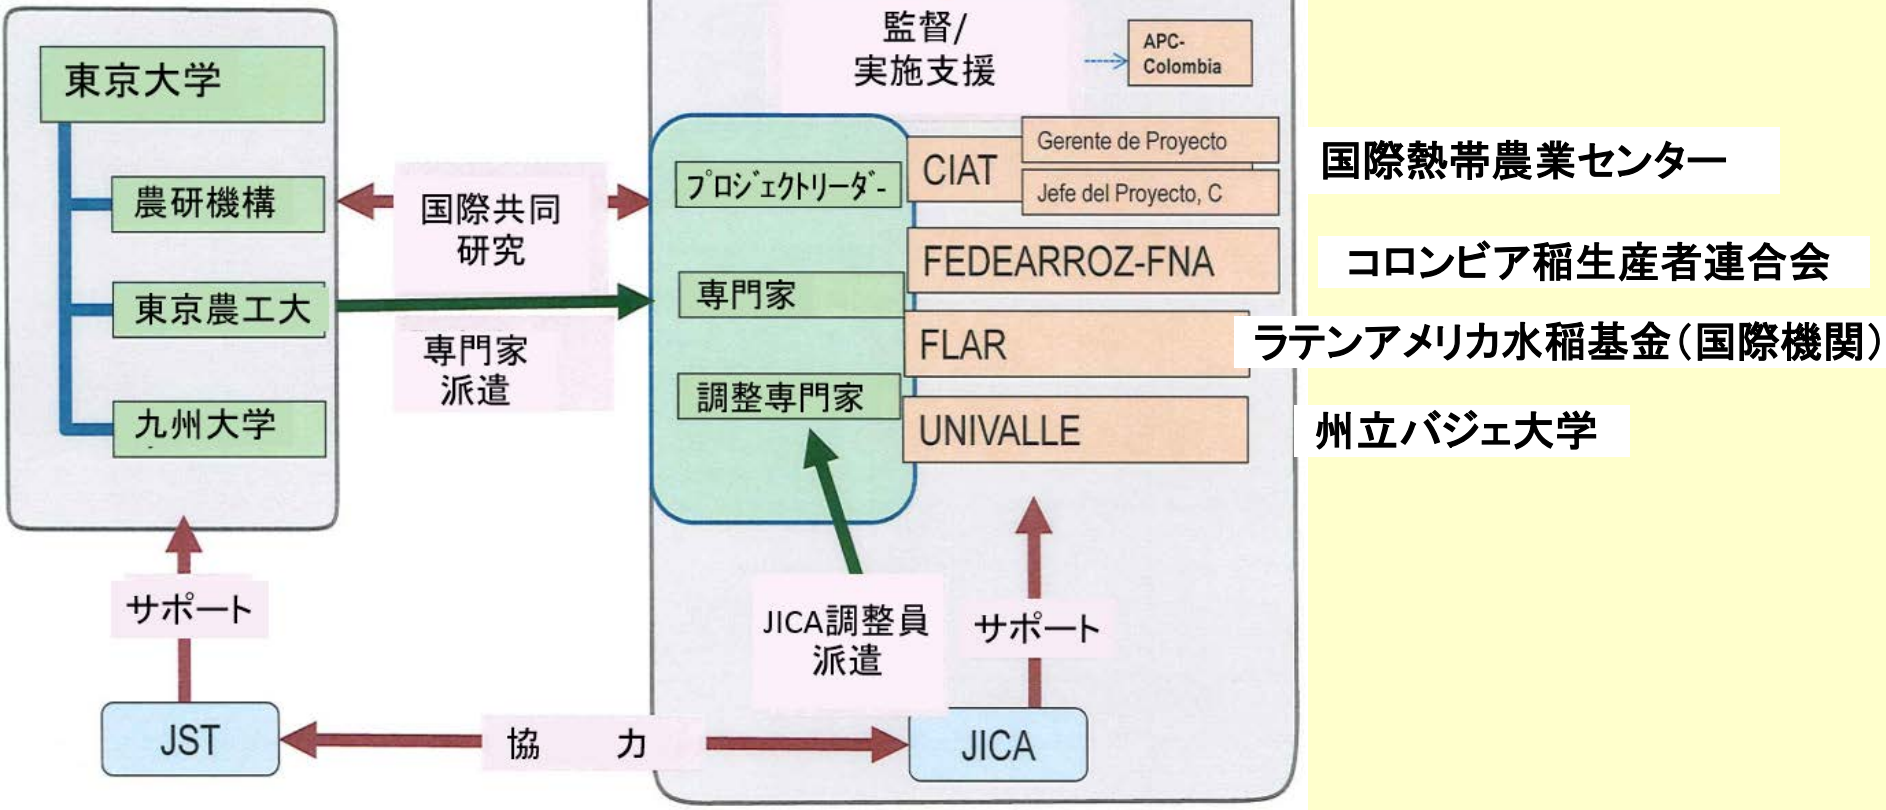 東京大学
農研機構
東京農工大
九州大学
サポート
JST
国際共同
研究
専門家
派遣
協 力
監督/
実施支援
APC-
Colombia
プロジェクトリーダー
専門家
調整専門家
CIAT
Gerente de Proyecto
Jefe del Proyecto, C
FEDEARROZ-FNA
FLAR
UNIVALLE
JICA調整員
派遣
サポート
JICA
国際熱帯農業センター
コロンビア稲生産者連合会
ラテンアメリカ水稲基金（国際機関）
州立バジェ大学